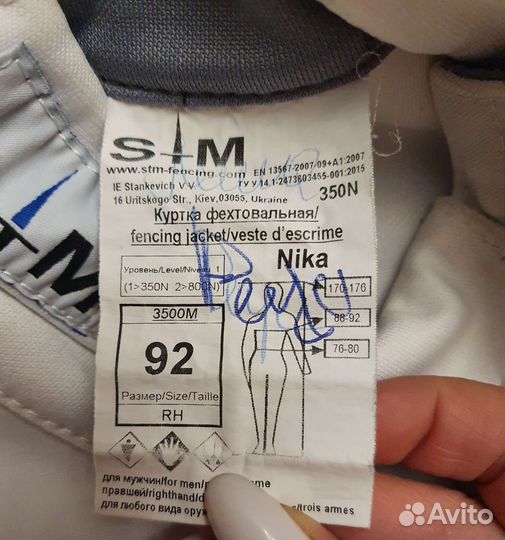 STM
www.stm-fencing.com
EN 13567-2007-09+A1:2007
IE Stankevich V.V.
ТУ У 14.1-2473603455-001:2015
16 Uritskogo Str., Kiev,03055, Ukraine
350N
Куртка фехтовальная/
fencing jacket/veste d'escrime
Nika
Уровень/Level/Niveau 1
(1>350N 2>800N)
170-176
88-92
76-80
3500M
92
Размер/Size/Taille
RH
для мужчин/for men/
правшей/righthand/
для любого вида
trois armes
Avito